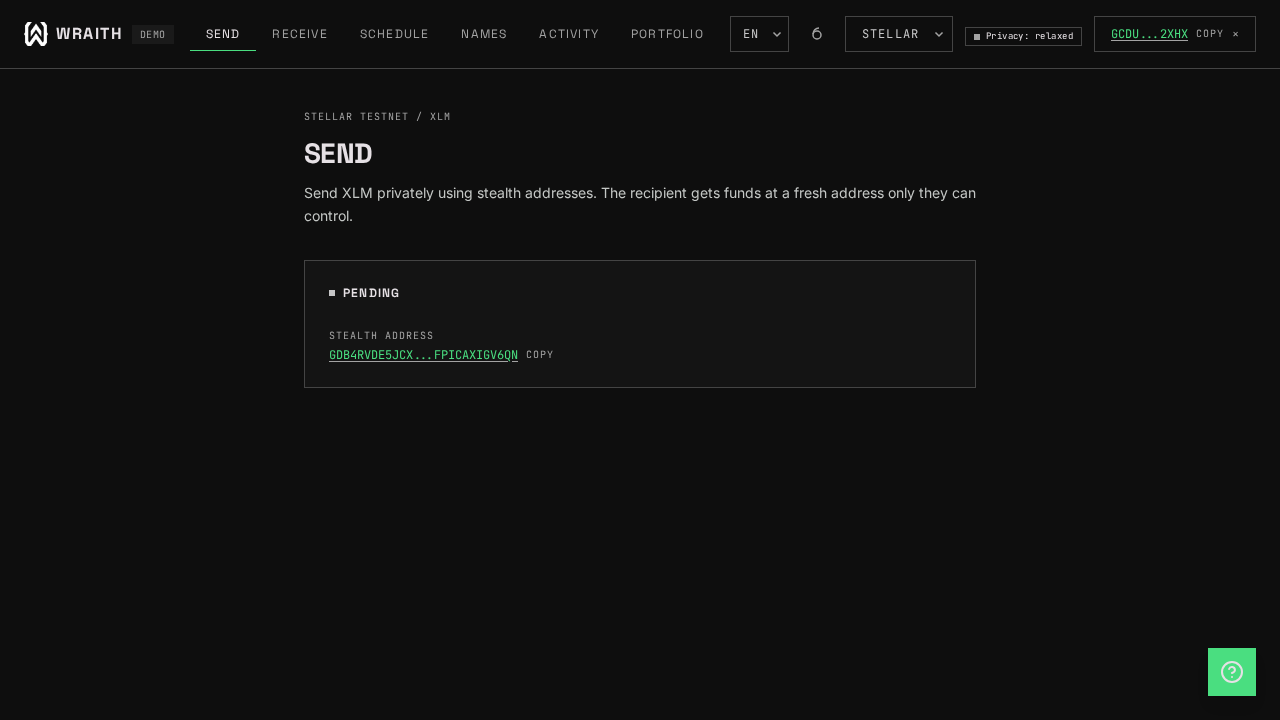 WRAITH DEMO SEND RECEIVE SCHEDULE NAMES ACTIVITY PORTFOLIO EN STELLAR Privacy: relaxed GCDU...2XHX COPY ×
STELLAR TESTNET / XLM
SEND
Send XLM privately using stealth addresses. The recipient gets funds at a fresh address only they can
control.
PENDING
STEALTH ADDRESS
GDB4RVDE5JCX...FPICAXIGV6QN COPY